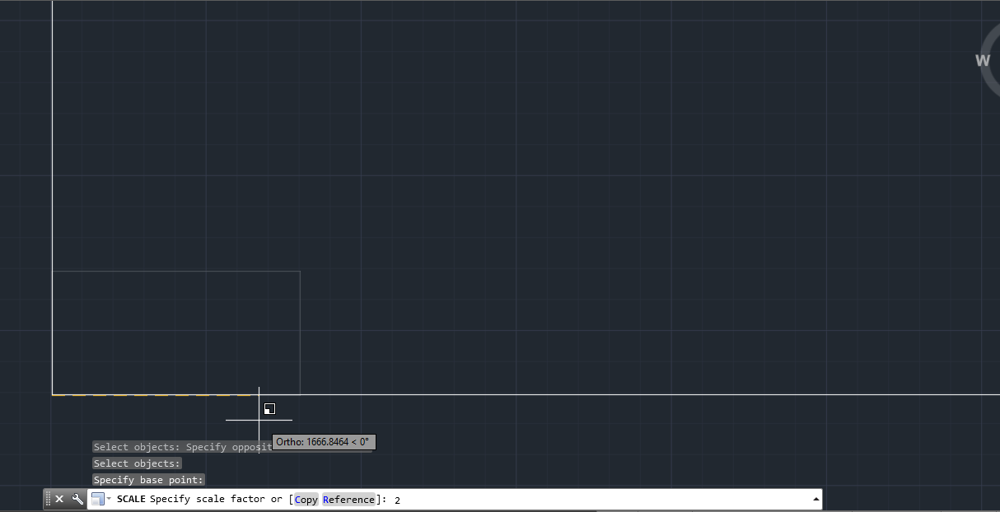 W
Ortho: 1666.8464 < 0°
Select objects: Specify opposit
Select objects:
Specify base point:
SCALE Specify scale factor or [Copy Reference]: 2